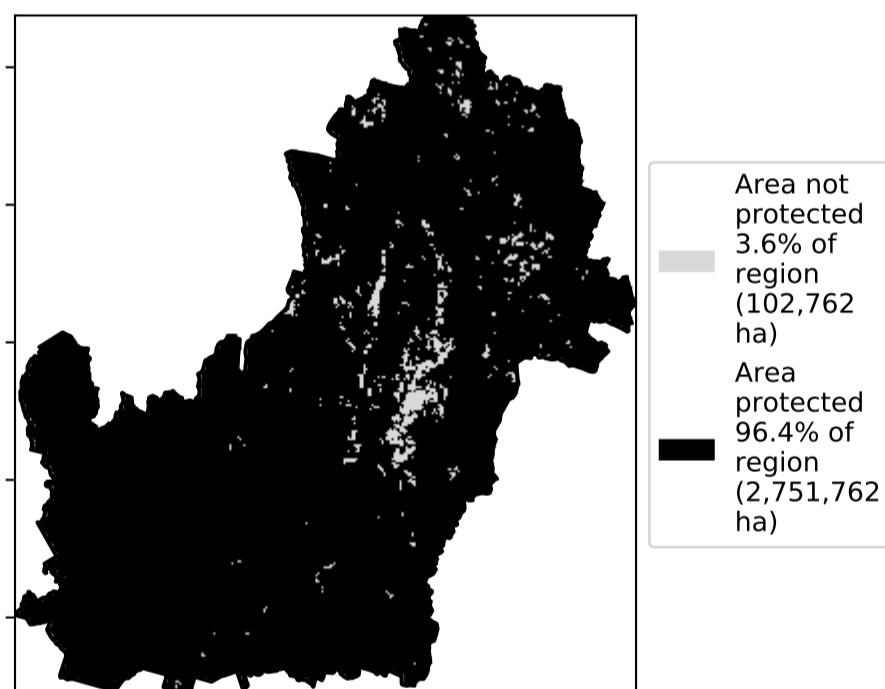 Area not
protected
3.6% of
region
(102,762
ha)
Area
protected
96.4% of
region
(2,751,762
ha)